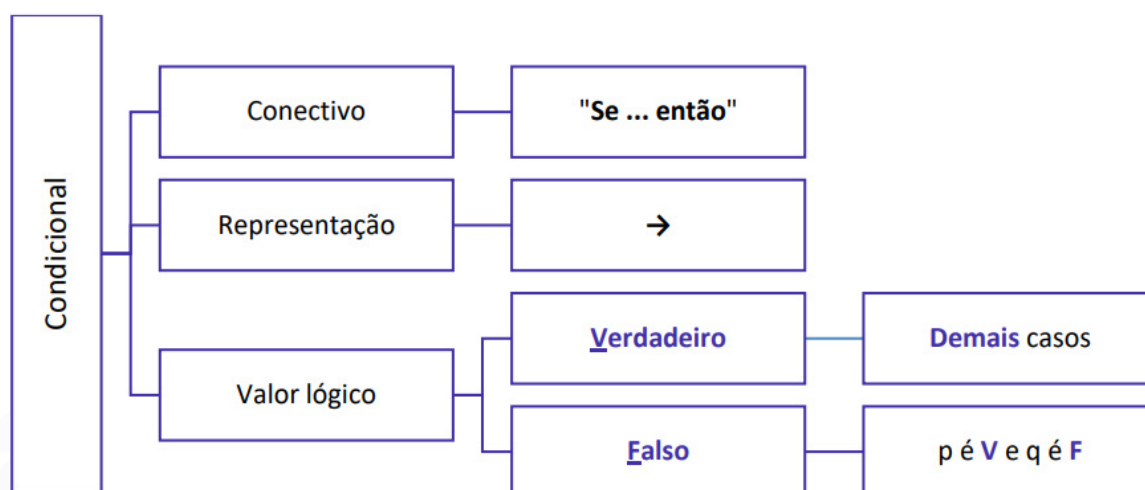 Condicional
Conectivo
"Se ... então"
Representação
→
Valor lógico
Verdadeiro
Demais casos
Falso
p é V e q é F